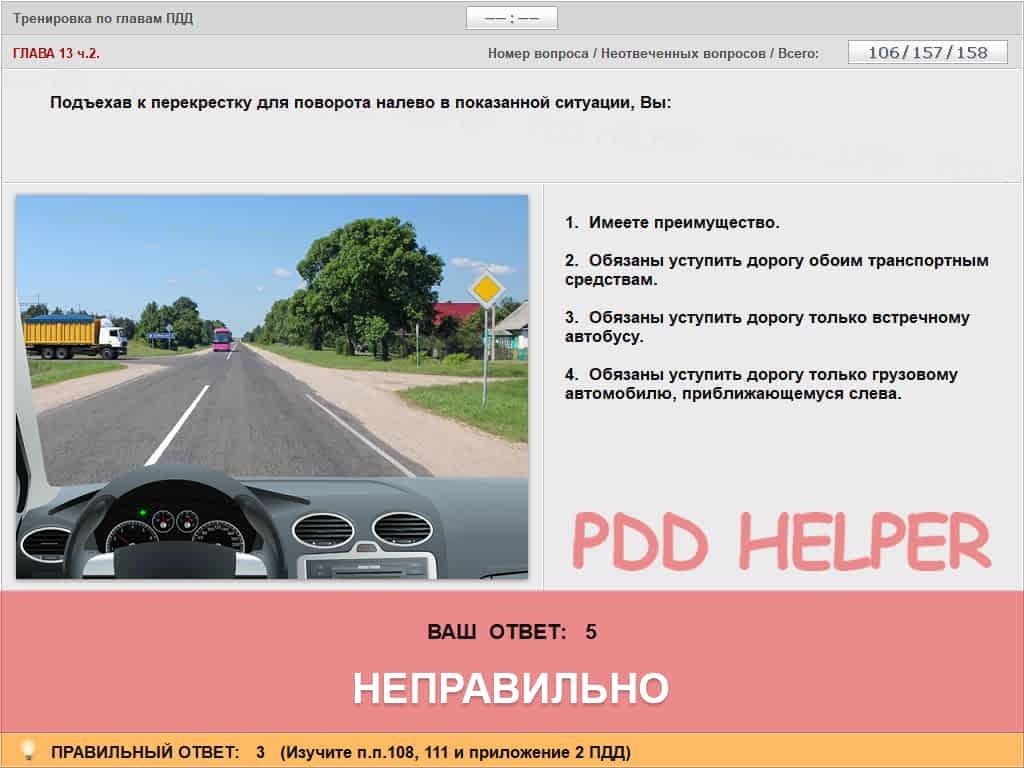 Тренировка по главам ПДД
—— : ——
ГЛАВА 13 ч.2.
Номер вопроса / Неотвеченных вопросов / Всего:
106/157/158
Подъехав к перекрестку для поворота налево в показанной ситуации, Вы:
1. Имеете преимущество.
2. Обязаны уступить дорогу обоим транспортным
средствам.
3. Обязаны уступить дорогу только встречному
автобусу.
4. Обязаны уступить дорогу только грузовому
автомобилю, приближающемуся слева.
PDD HELPER
ВАШ ОТВЕТ: 5
НЕПРАВИЛЬНО
ПРАВИЛЬНЫЙ ОТВЕТ: 3 (Изучите п.п.108, 111 и приложение 2 ПДД)